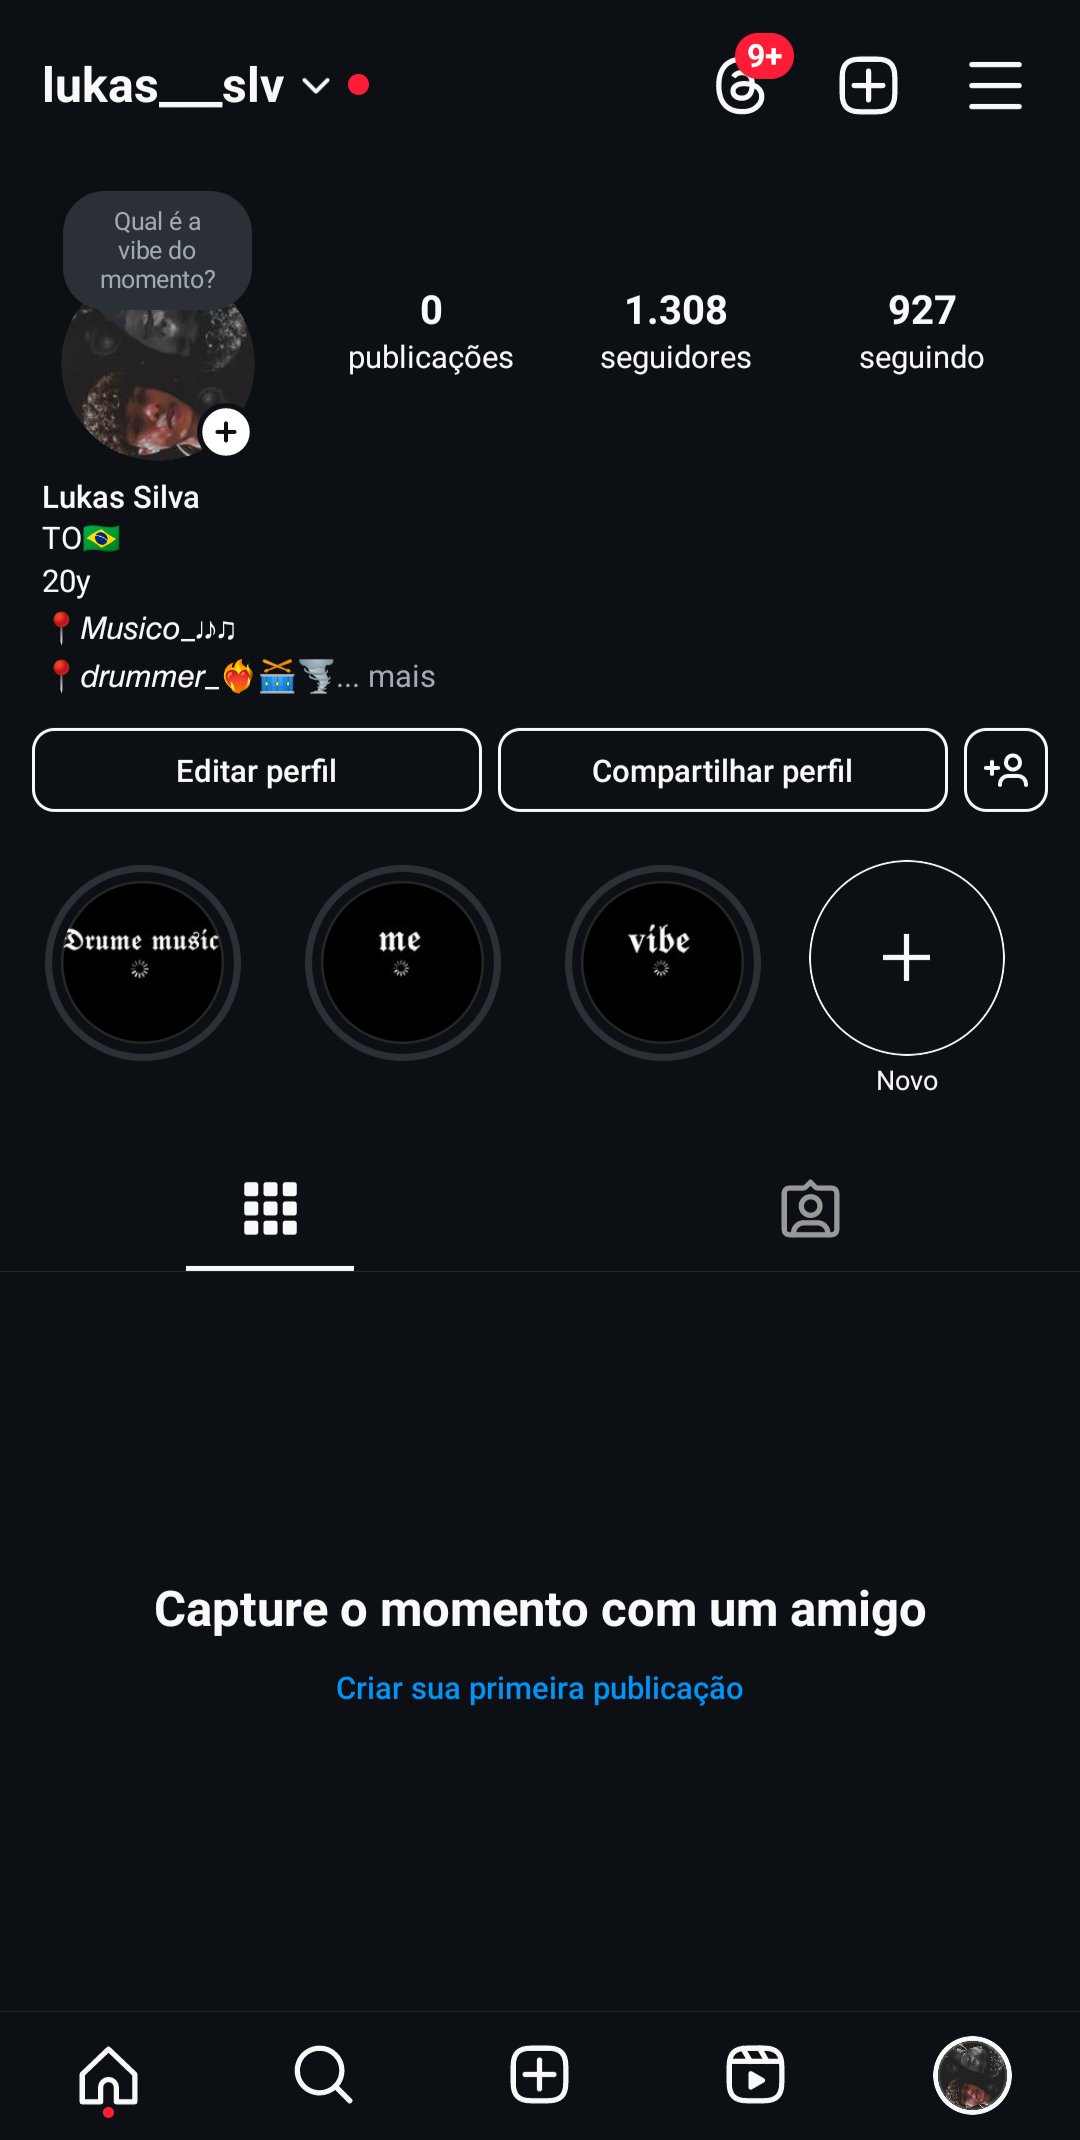 lukas___slv
9+
Qual é a
vibe do
momento?
0
publicações
1.308
seguidores
927
seguindo
Lukas Silva
TO🇧🇷
20y
📍Musico_♩♪♫
📍drummer_❤️‍🔥🥁🌪️... mais
Editar perfil
Compartilhar perfil
Drume music
me
vibe
Novo
Capture o momento com um amigo
Criar sua primeira publicação